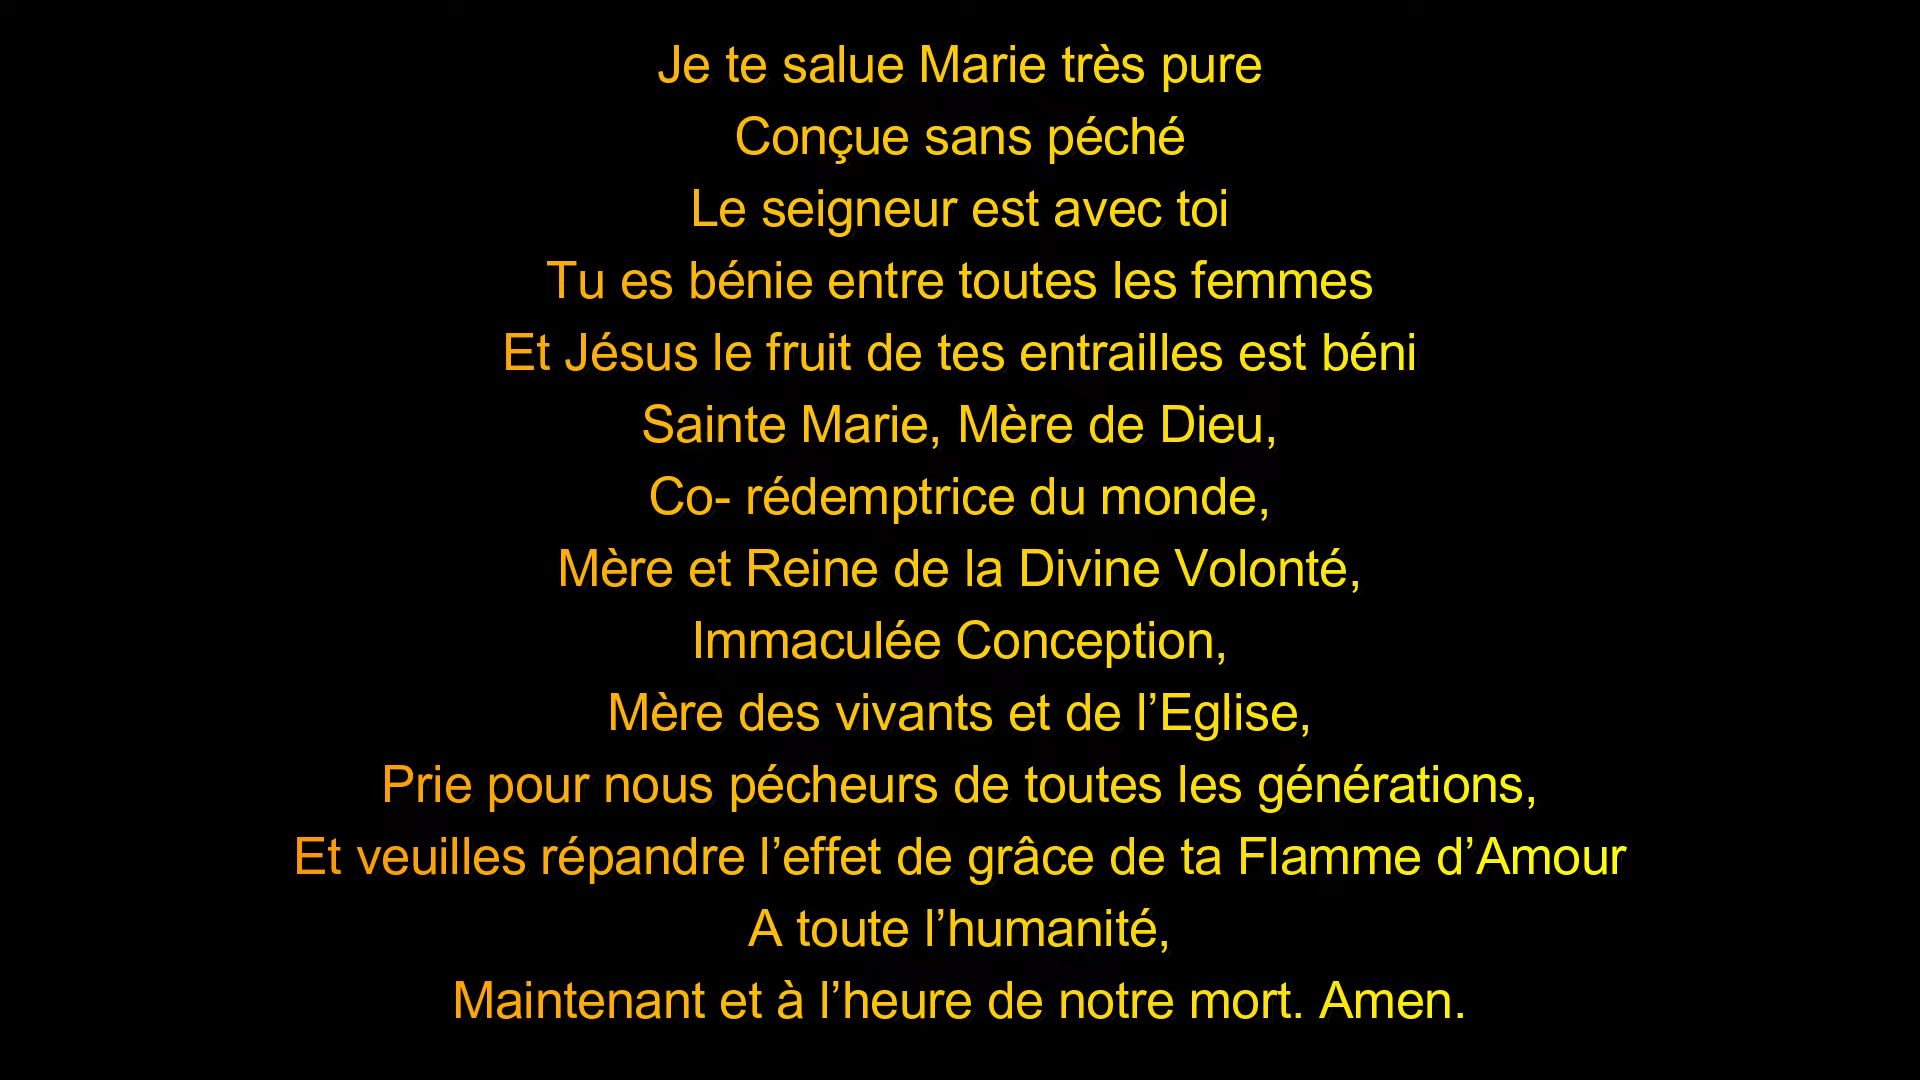 Je te salue Marie très pure
Conçue sans péché
Le seigneur est avec toi
Tu es bénie entre toutes les femmes
Et Jésus le fruit de tes entrailles est béni
Sainte Marie, Mère de Dieu,
Co- rédemptrice du monde,
Mère et Reine de la Divine Volonté,
Immaculée Conception,
Mère des vivants et de l’Eglise,
Prie pour nous pécheurs de toutes les générations,
Et veuilles répandre l’effet de grâce de ta Flamme d’Amour
A toute l’humanité,
Maintenant et à l’heure de notre mort. Amen.